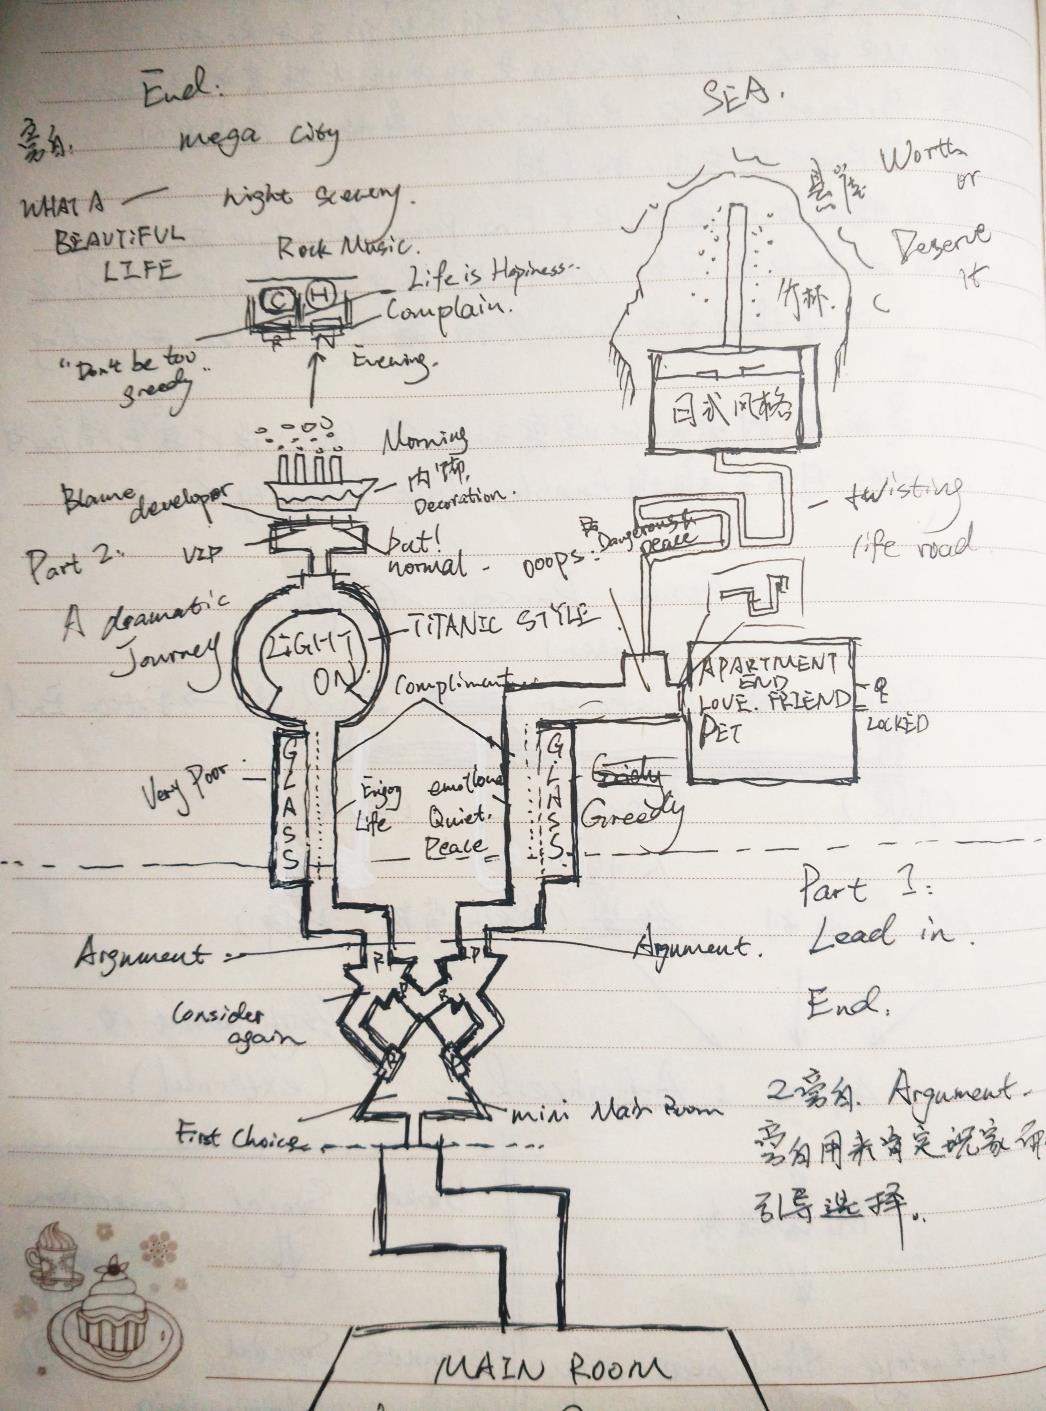 End:
旁白.
mega city
WHAT A
BEAUTIFUL
LIFE
night scenery.
Rock Music.
C H
Life is Hapiness..
Complain.
R N
"Don't be too
greedy"
Evening.
SEA.
悬崖
Worth
or
Deserve
it
竹林.
日式风格
Morning
内饰.
Decoration.
Blame
developer
Part 2:
VIP
but!
normal
A dramatic
Journey
LiGHT
ON
TiTANIC STYLE
OOOPS:
Dangerous
peace
twisting
life road
Compliment
APARTMENT
END
LOVE. FRIEND
PET
LOCKED
Very Poor
GLASS
Enjoy
Life
Quiet.
Peace
GLASS
Greedy
Part 1:
Lead in.
End.
Argument
Argument.
R P
Consider
again
mini Main Room
First Choice
2旁白. Argument.
旁白用来肯定玩家
引导选择.
MAIN ROOM